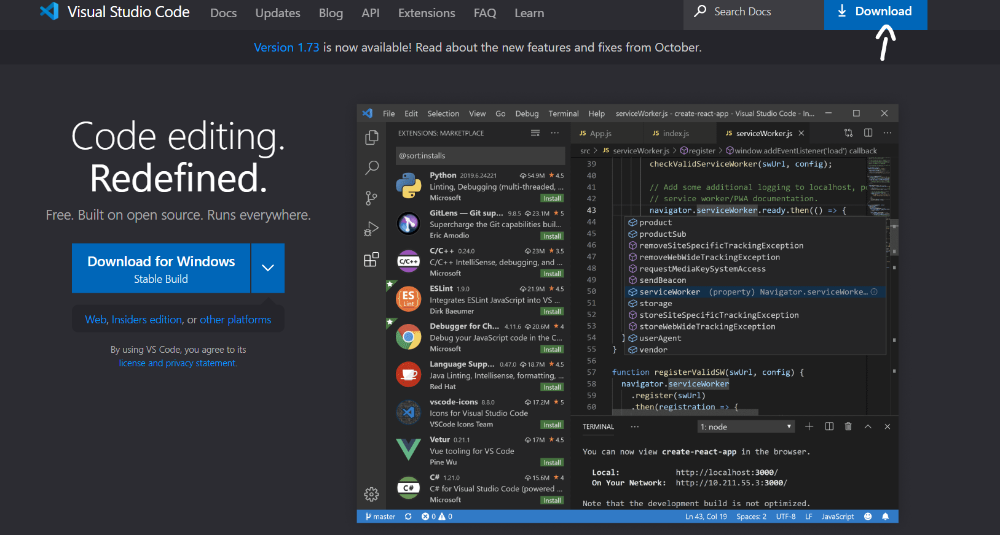 Visual Studio Code Docs Updates Blog API Extensions FAQ Learn Search Docs Download
Version 1.73 is now available! Read about the new features and fixes from October.
Code editing.
Redefined.
Free. Built on open source. Runs everywhere.
Download for Windows
Stable Build
Web, Insiders edition, or other platforms
By using VS Code, you agree to its
license and privacy statement.
File Edit Selection View Go Debug Terminal Help serviceWorker.js - create-react-app - Visual Studio Code - In...
EXTENSIONS: MARKETPLACE
@sort:installs
Python 2019.6.24221 54.9M 4.5
Linting, Debugging (multi-threaded, ...
Microsoft Install
GitLens — Git sup... 9.8.5 23.1M 5
Supercharge the Git capabilities buil...
Eric Amodio Install
C/C++ 0.24.0 23M 3.5
C/C++ IntelliSense, debugging, and ...
Microsoft Install
ESLint 1.9.0 21.9M 4.5
Integrates ESLint JavaScript into VS ...
Dirk Baeumer Install
Debugger for Ch... 4.11.6 20.6M 4
Debug your JavaScript code in the C...
Microsoft Install
Language Supp... 0.47.0 18.7M 4.5
Java Linting, Intellisense, formatting, ...
Red Hat Install
vscode-icons 8.8.0 17.2M 5
Icons for Visual Studio Code
VSCode Icons Team Install
Vetur 0.21.1 17M 4.5
Vue tooling for VS Code
Pine Wu Install
C# 1.21.0 15.6M 4
C# for Visual Studio Code (powered ...
Microsoft Install
C/C++
ES
Lint
C#
JS App.js JS index.js JS serviceWorker.js
src > JS serviceWorker.js > register > window.addEventListener('load') callback
39 checkValidServiceWorker(swUrl, config);
40
41 // Add some additional logging to localhost, po
42 // service worker/PWA documentation.
43 navigator.serviceWorker.ready.then(() => {
44 product
45 productSub
46 removeSiteSpecificTrackingException
47 removeWebWideTrackingException
48 requestMediaKeySystemAccess
49 sendBeacon
50 serviceWorker (property) Navigator.serviceWorke...
51 storage
52 storeSiteSpecificTrackingException
53 storeWebWideTrackingException
54 } userAgent
55 } vendor
56
57 function registerValidSW(swUrl, config) {
58 navigator.serviceWorker
59 .register(swUrl)
60 .then(registration => {
TERMINAL ... 1: node
You can now view create-react-app in the browser.
Local: http://localhost:3000/
On Your Network: http://10.211.55.3:3000/
Note that the development build is not optimized.
master 0 0 Ln 43, Col 19 Spaces: 2 UTF-8 LF JavaScript